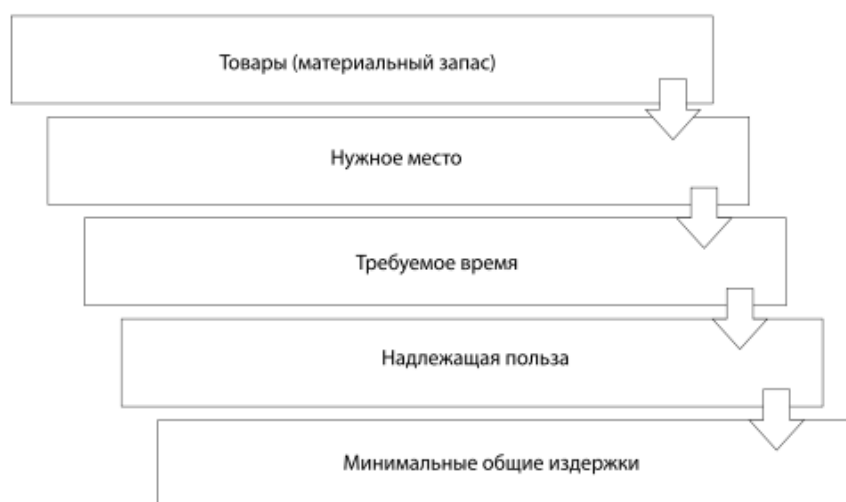 Товары (материальный запас)
Нужное место
Требуемое время
Надлежащая польза
Минимальные общие издержки